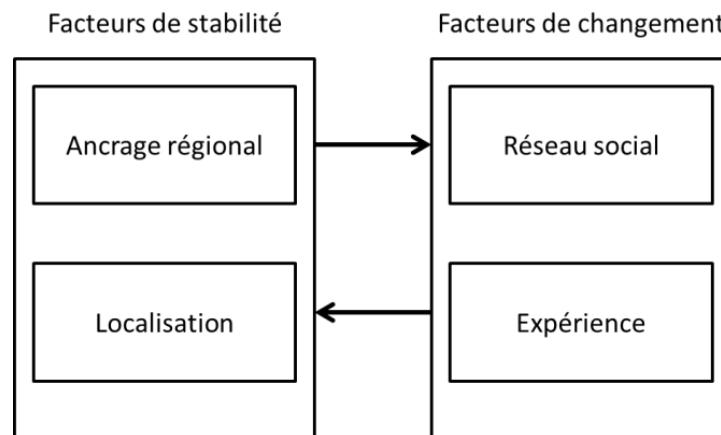 Facteurs de stabilité
Facteurs de changement
Ancrage régional
Réseau social
Localisation
Expérience